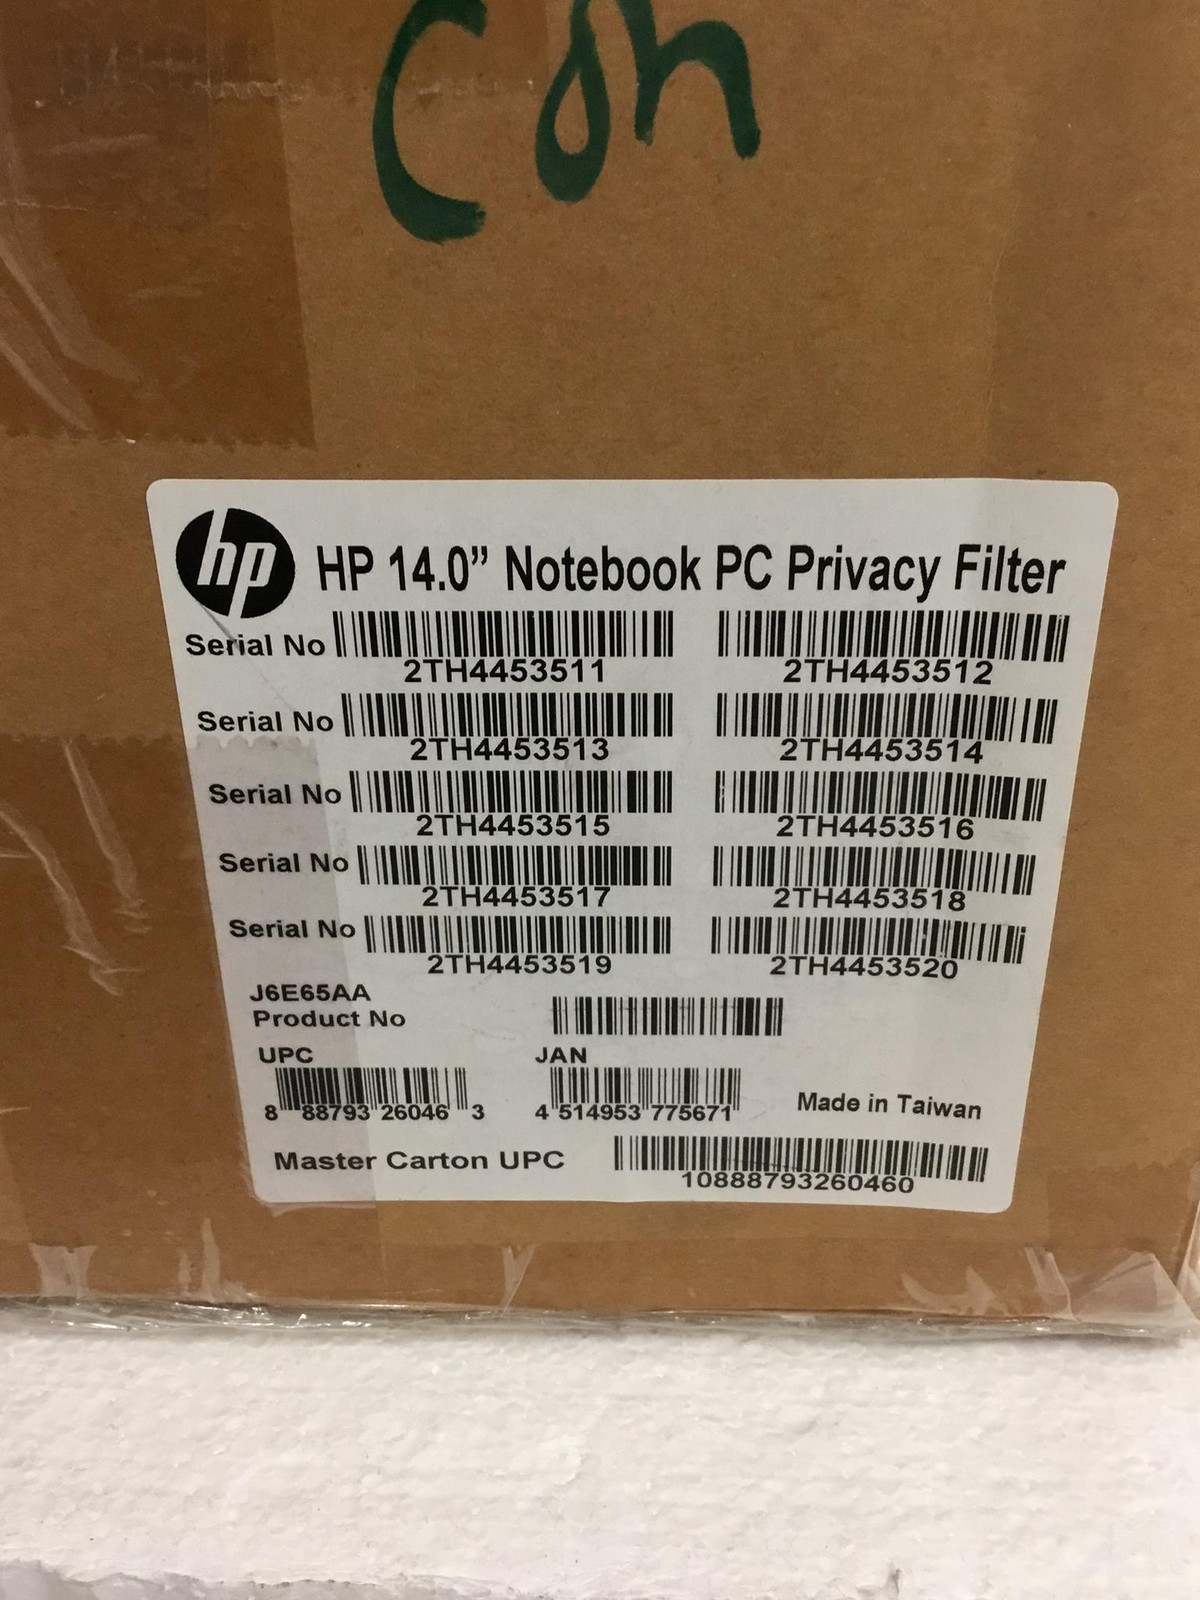 hp
HP 14.0" Notebook PC Privacy Filter
Serial No
2TH4453511 2TH4453512
Serial No
2TH4453513 2TH4453514
Serial No
2TH4453515 2TH4453516
Serial No
2TH4453517 2TH4453518
Serial No
2TH4453519 2TH4453520
J6E65AA
Product No
UPC JAN
8 88793 26046 3 4 514953 775671
Made in Taiwan
Master Carton UPC
10888793260460